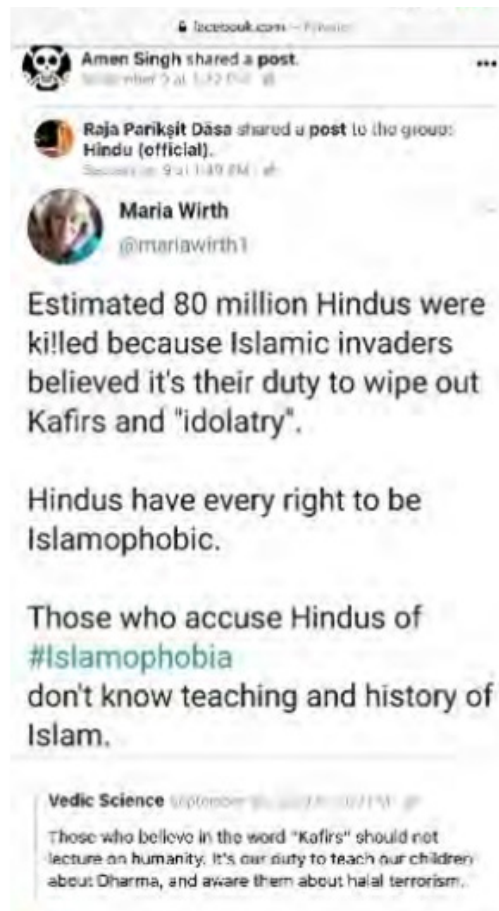 facebook.com
Amen Singh shared a post.
Raja Parikṣit Dāsa shared a post to the group:
Hindu (official).
Maria Wirth
@mariawirth1
Estimated 80 million Hindus were
ki!led because Islamic invaders
believed it's their duty to wipe out
Kafirs and "idolatry".
Hindus have every right to be
Islamophobic.
Those who accuse Hindus of
#Islamophobia
don't know teaching and history of
Islam.
Vedic Science
Those who believe in the word "Kafirs" should not
lecture on humanity. It's our duty to teach our children
about Dharma, and aware them about halal terrorism.